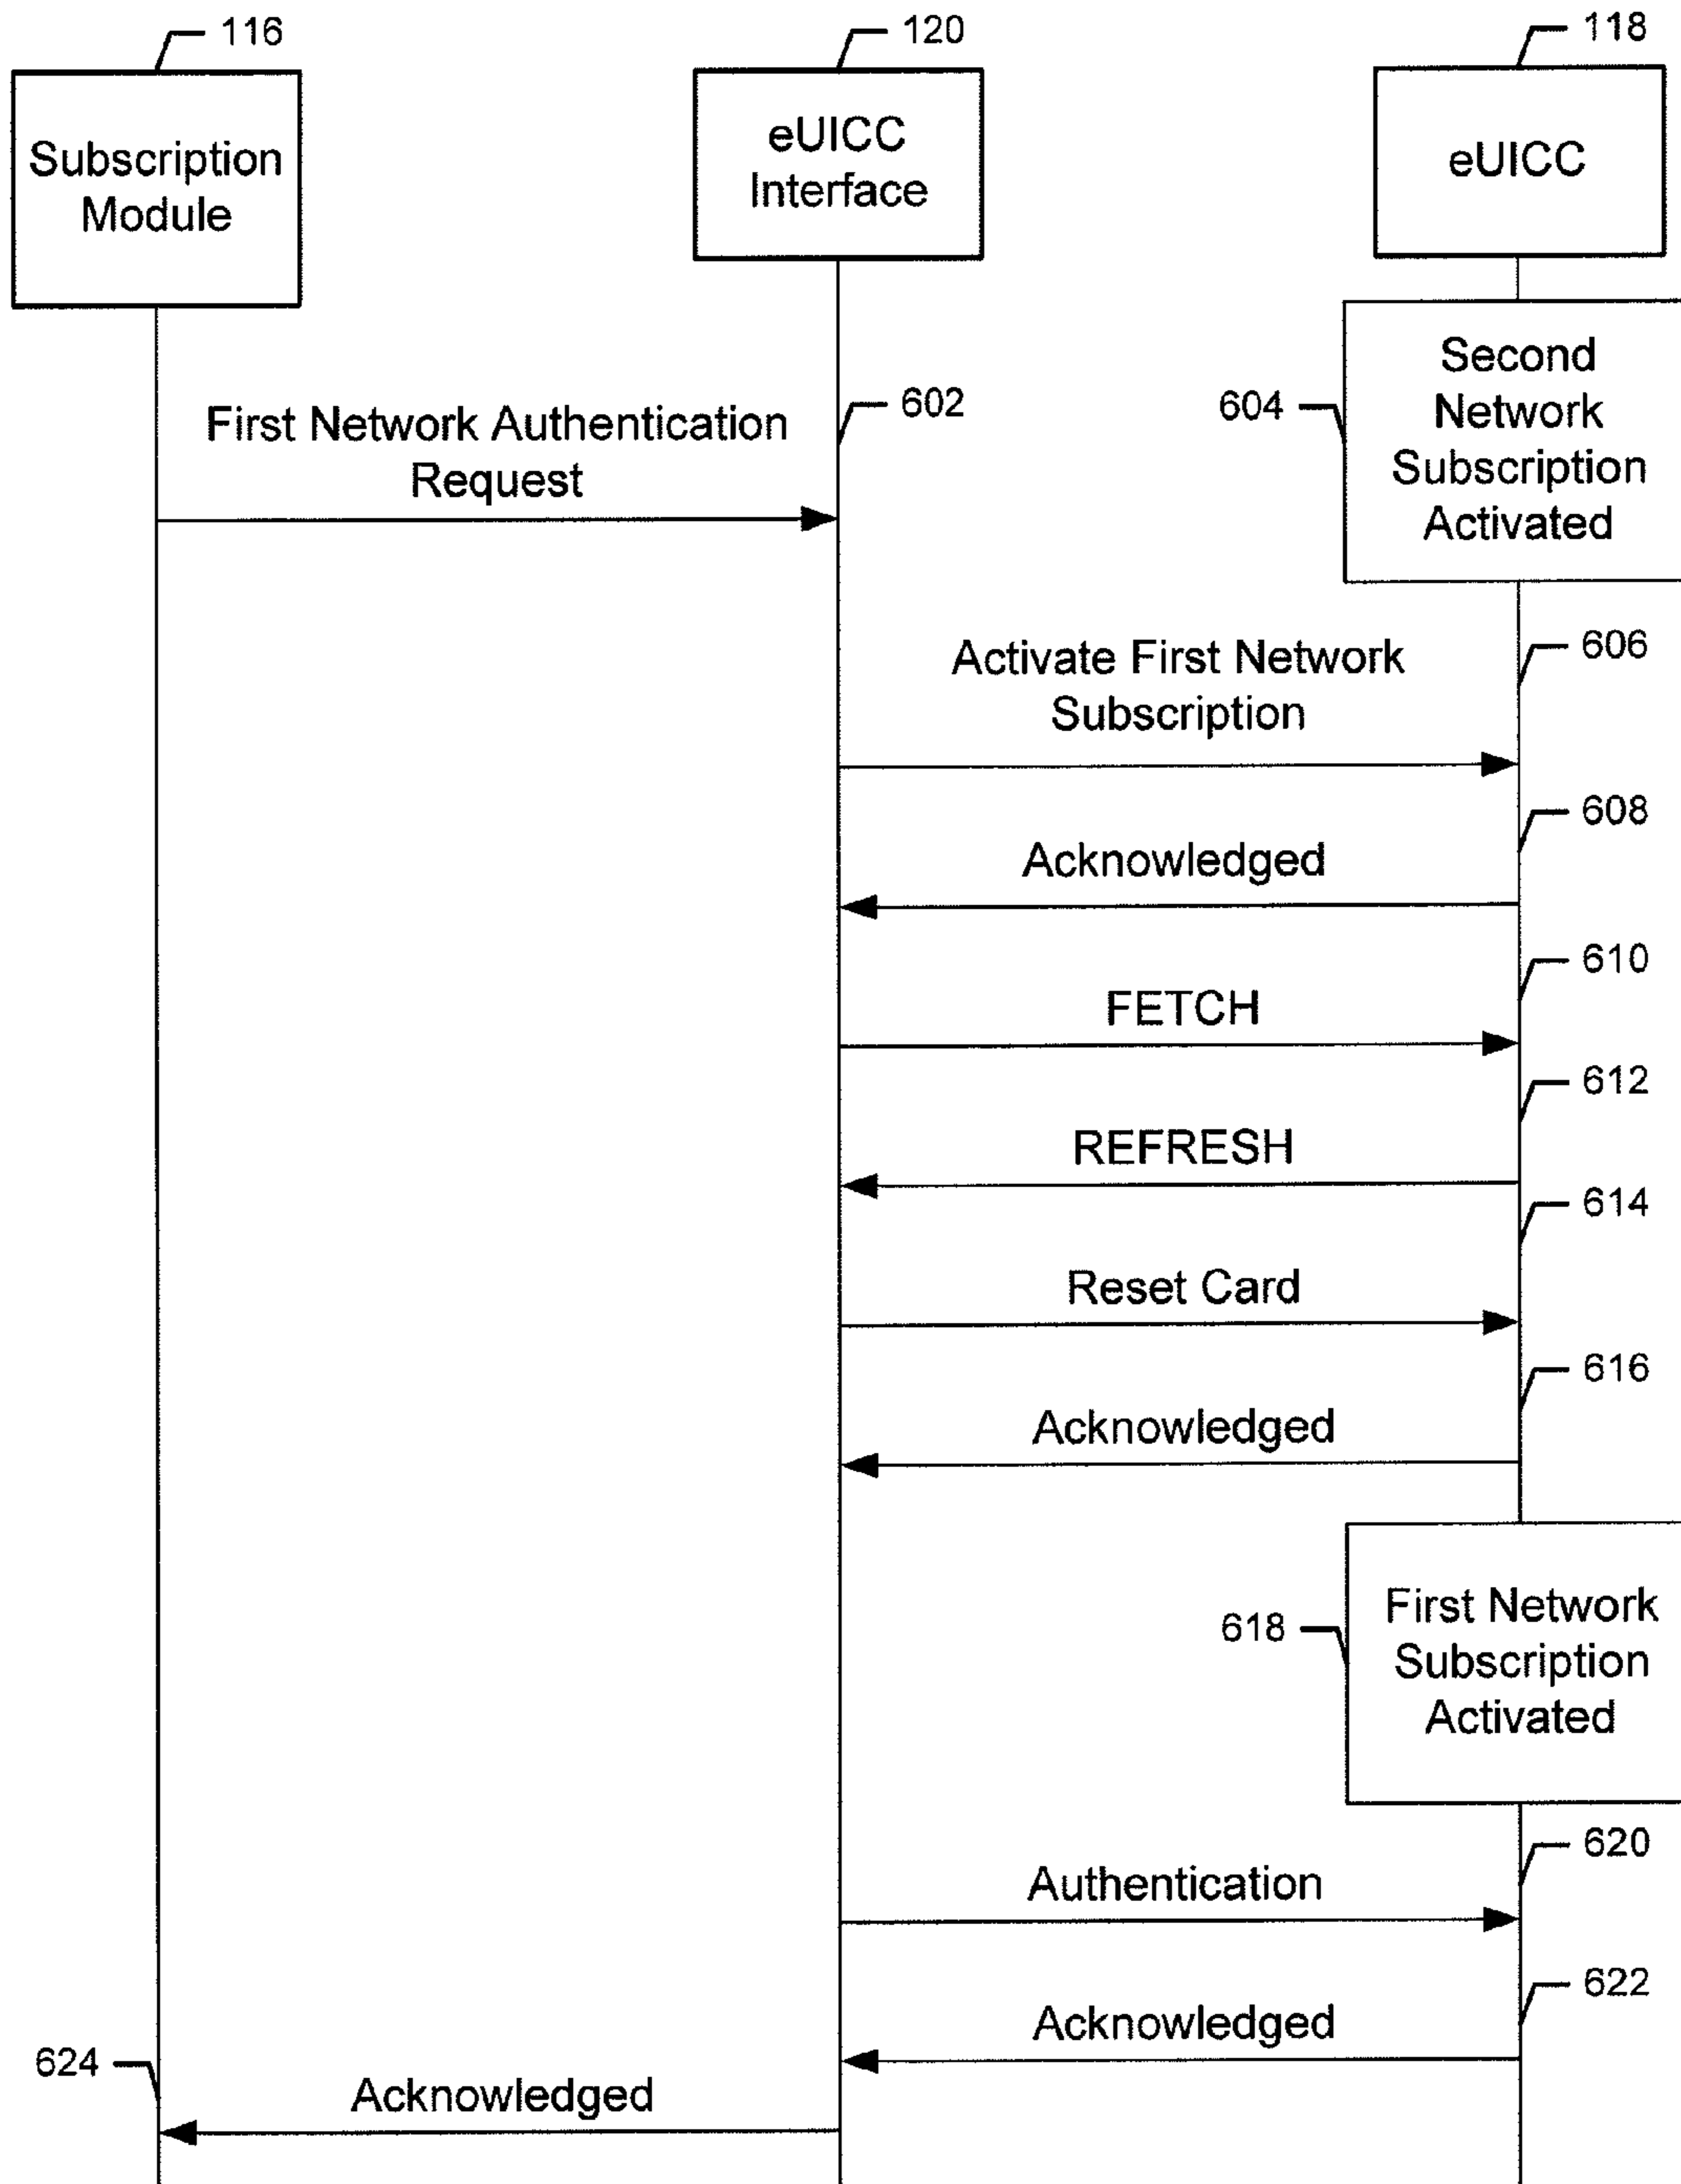 116
120
118
Subscription
Module
eUICC
Interface
eUICC
Second
Network
Subscription
Activated
604
602
First Network Authentication
Request
606
Activate First Network
Subscription
608
Acknowledged
610
FETCH
612
REFRESH
614
Reset Card
616
Acknowledged
First Network
Subscription
Activated
618
620
Authentication
622
Acknowledged
624
Acknowledged